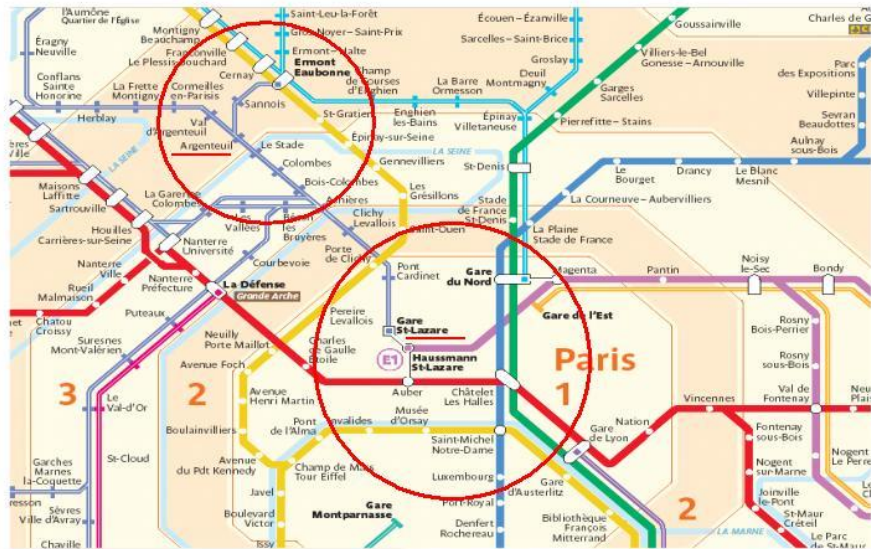 l'Aumône
Quartier de l'Église
Saint-Leu-la-Forêt
Écouen – Ézanville
Goussainville
Charles de G
Montigny
Beauchamp
Gros-Noyer-Saint-Prix
Sarcelles-Saint-Brice
Éragny
Neuville
Franconville
Le Plessis-Bouchard
Ermont-Halte
Groslay
Villiers-le-Bel
Gonesse – Arnouville
Cernay
Ermont
Eaubonne
Champ
de Courses
d'Enghien
La Barre
Ormesson
Deuil
Montmagny
Parc
des Expositions
Conflans
Sainte
Honorine
La Frette
Montigny
Corneilles
en-Parisis
Sannois
Garges
Sarcelles
Villepinte
Herblay
Val
d'Argenteuil
St-Gratier
Enghien
les-Bains
Épinay
Villetaneuse
Pierrefitte – Stains
Sevran
Beaudottes
Argenteuil
Le Stade
Épinay-sur-Seine
Aulnay
sous-Bois
LA SEINE
Colombes
Gennevilliers
LA SEINE
St-Denis
Maisons
Laffitte
La Garenne
Colombes
Bois-Colombes
Les
Grésillons
Le
Bourget
Drancy
Le Blanc
Mesnil
Sartrouville
Asnières
Stade
de France
St-Denis
La Courneuve – Aubervilliers
Houilles
Carrières-sur-Seine
Les
Vallées
Bécon
les
Bruyères
Clichy
Levallois
Saint-Ouen
La Plaine
Stade de France
Nanterre
Université
Courbevoie
Porte
de Clichy
Nanterre
Ville
Pont
Cardinet
Gare
du Nord
Magenta
Pantin
Noisy
le-Sec
Bondy
Rueil
Malmaison
Nanterre
Préfecture
La Défense
Grande Arche
Puteaux
Pereire
Levallois
Gare
St-Lazare
Gare de l'Est
Chatou
Croissy
Suresnes
Mont-Valérien
Neuilly
Porte Maillot
Charles
de Gaulle
Étoile
E1
Haussmann
St-Lazare
Paris
1
Rosny
Bois-Perrier
Avenue Foch
Auber
Châtelet
Les Halles
Rosny
sous-Bois
3
2
Avenue
Henri Martin
Musée
d'Orsay
Vincennes
Val de
Fontenay
Neu
Plais
Le
Val-d'Or
Boulainvilliers
Pont
de l'Alma
Invalides
Saint-Michel
Notre-Dame
Gare
de Lyon
Nation
Fontenay
sous-Bois
St-Cloud
Avenue
du Pdt Kennedy
Champ de Mars
Tour Eiffel
Luxembourg
Gare
d'Austerlitz
Nogent
sur-Marne
Nogent
Le Perre
Garches
Marnes
la-Coquette
Javel
Gare
Montparnasse
Port-Royal
2
Joinville
le-Pont
resson
Sèvres
Ville d'Avray
Boulevard
Victor
Denfert
Rochereau
Bibliothèque
François
Mitterrand
LA MARNE
St-Maur
Créteil
Chaville
Issy
Le Parc
de St-Maur